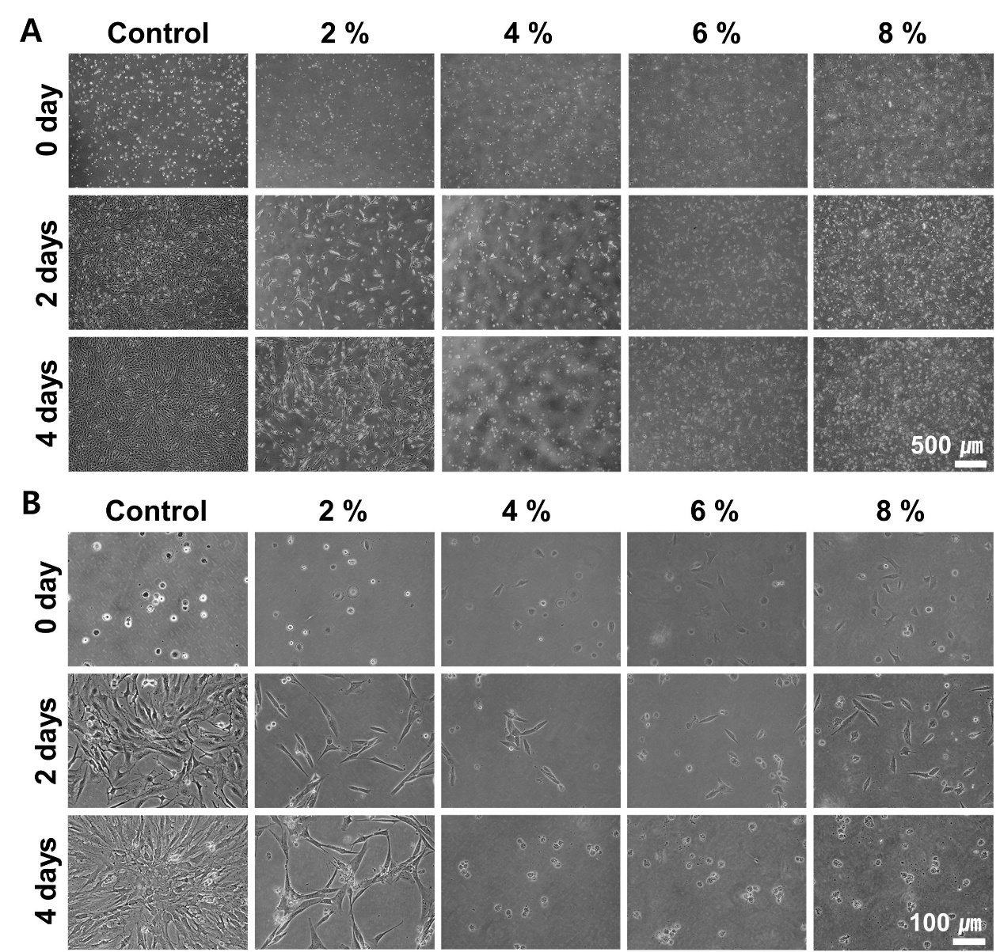 A
Control 2 % 4 % 6 % 8 %
0 day
2 days
4 days
500 ㎛
B
Control 2 % 4 % 6 % 8 %
0 day
2 days
4 days
100 ㎛